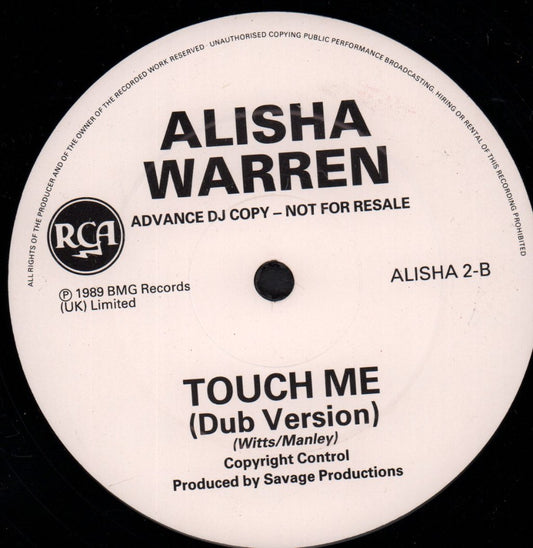 ALL RIGHTS OF THE PRODUCER AND OF THE OWNER OF THE RECORDED WORK RESERVED · UNAUTHORISED COPYING PUBLIC PERFORMANCE BROADCASTING. HIRING OR RENTAL OF THIS RECORDING PROHIBITED
ALISHA
WARREN
ADVANCE DJ COPY – NOT FOR RESALE
RCA
ALISHA 2-B
℗ 1989 BMG Records
(UK) Limited
TOUCH ME
(Dub Version)
(Witts/Manley)
Copyright Control
Produced by Savage Productions